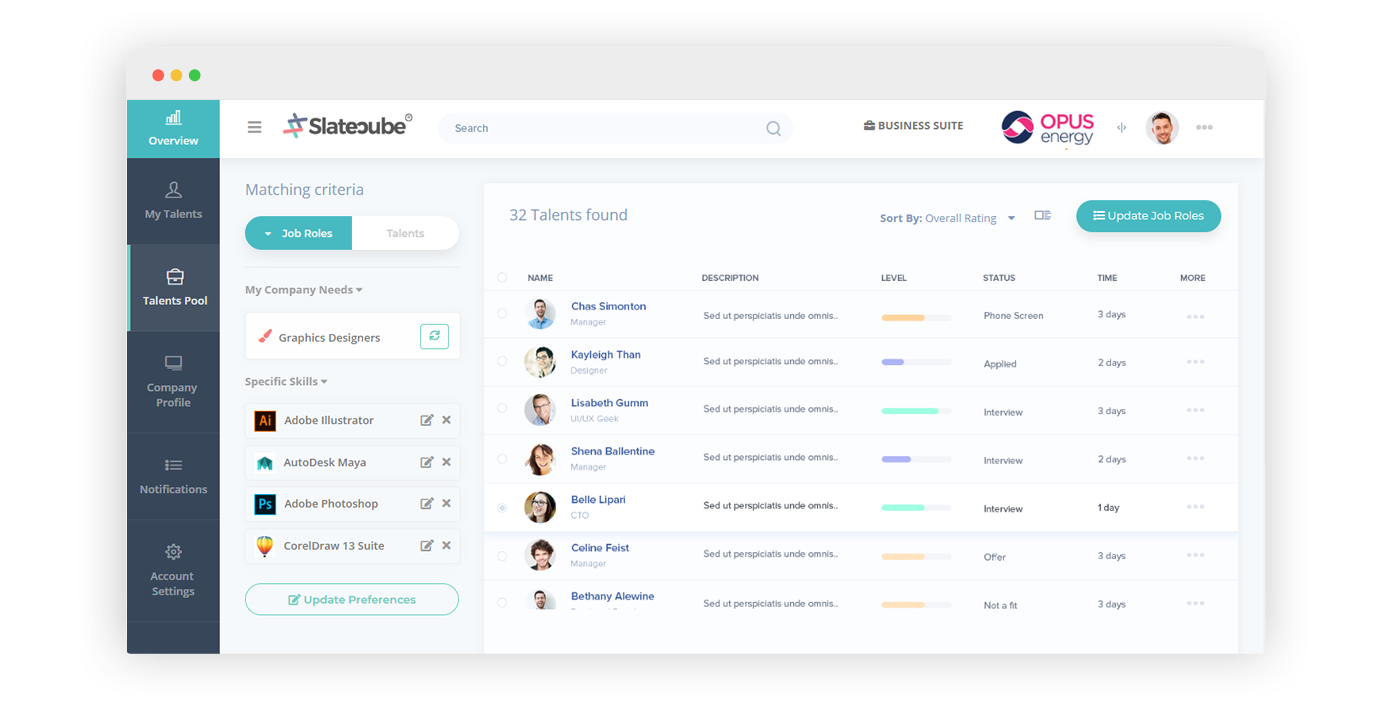 Overview
My Talents
Talents Pool
Company
Profile
Notifications
Account
Settings
Slatecube
Search
BUSINESS SUITE
OPUS
energy
Matching criteria
Job Roles
Talents
My Company Needs
Graphics Designers
Specific Skills
Ai Adobe Illustrator
AutoDesk Maya
Ps Adobe Photoshop
CorelDraw 13 Suite
Update Preferences
32 Talents found
Sort By: Overall Rating
Update Job Roles
NAME DESCRIPTION LEVEL STATUS TIME MORE
Chas Simonton
Manager
Sed ut perspiciatis unde omnis..
Phone Screen
3 days
Kayleigh Than
Designer
Sed ut perspiciatis unde omnis..
Applied
2 days
Lisabeth Gumm
UI/UX Geek
Sed ut perspiciatis unde omnis..
Interview
3 days
Shena Ballentine
Manager
Sed ut perspiciatis unde omnis..
Interview
2 days
Belle Lipari
CTO
Sed ut perspiciatis unde omnis..
Interview
1 day
Celine Feist
Manager
Sed ut perspiciatis unde omnis..
Offer
3 days
Bethany Alewine
Sed ut perspiciatis unde omnis..
Not a fit
3 days